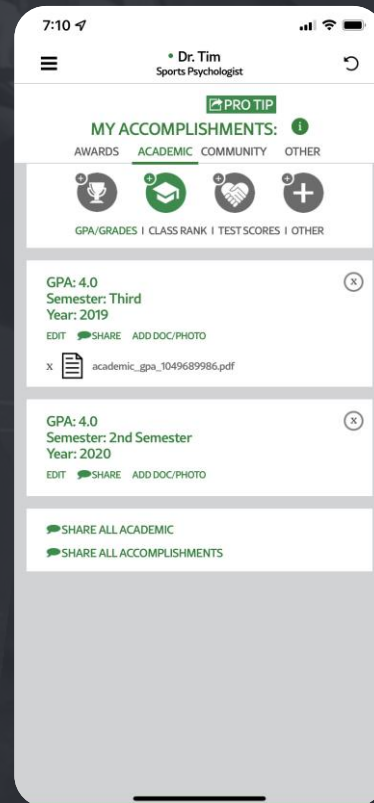 7:10
• Dr. Tim
Sports Psychologist
PRO TIP
MY ACCOMPLISHMENTS: i
AWARDS ACADEMIC COMMUNITY OTHER
GPA/GRADES I CLASS RANK I TEST SCORES I OTHER
GPA: 4.0
Semester: Third
Year: 2019
EDIT SHARE ADD DOC/PHOTO
x academic_gpa_1049689986.pdf
GPA: 4.0
Semester: 2nd Semester
Year: 2020
EDIT SHARE ADD DOC/PHOTO
SHARE ALL ACADEMIC
SHARE ALL ACCOMPLISHMENTS